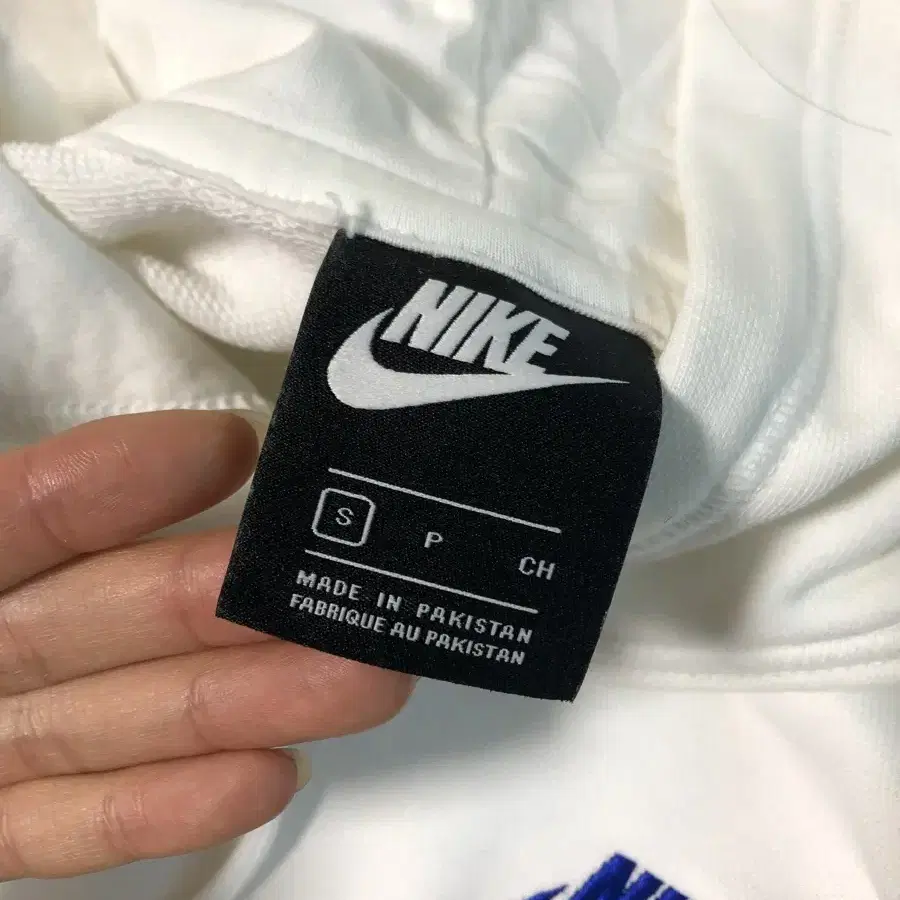 NIKE
S P CH
MADE IN PAKISTAN
FABRIQUE AU PAKISTAN